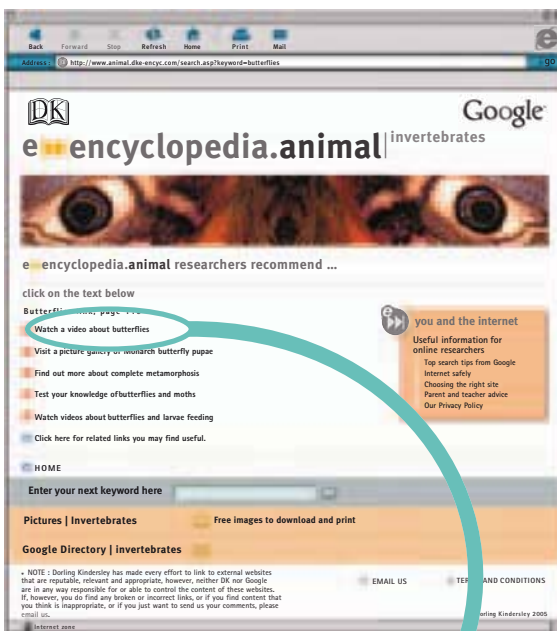 Back Forward Stop Refresh Home Print Mail
Address : http://www.animal.dke-encyc.com/search.asp?keyword=butterflies go
DK
Google
e encyclopedia.animal invertebrates
e encyclopedia.animal researchers recommend ...
click on the text below
Watch a video about butterflies
Visit a picture gallery of Monarch butterfly pupae
Find out more about complete metamorphosis
Test your knowledge of butterflies and moths
Watch videos about butterflies and larvae feeding
Click here for related links you may find useful.
HOME
you and the internet
Useful information for
online researchers
Top search tips from Google
Internet safely
Choosing the right site
Parent and teacher advice
Our Privacy Policy
Enter your next keyword here
Pictures | Invertebrates Free images to download and print
Google Directory | invertebrates
• NOTE : Dorling Kindersley has made every effort to link to external websites
that are reputable, relevant and appropriate, however, neither DK nor Google
are in any way responsible for or able to control the content of these websites.
If, however, you do find any broken or incorrect links, or if you find content that
you think is inappropriate, or if you just want to send us your comments, please
email us.
EMAIL US
AND CONDITIONS
Kindersley 2005
Internet zone